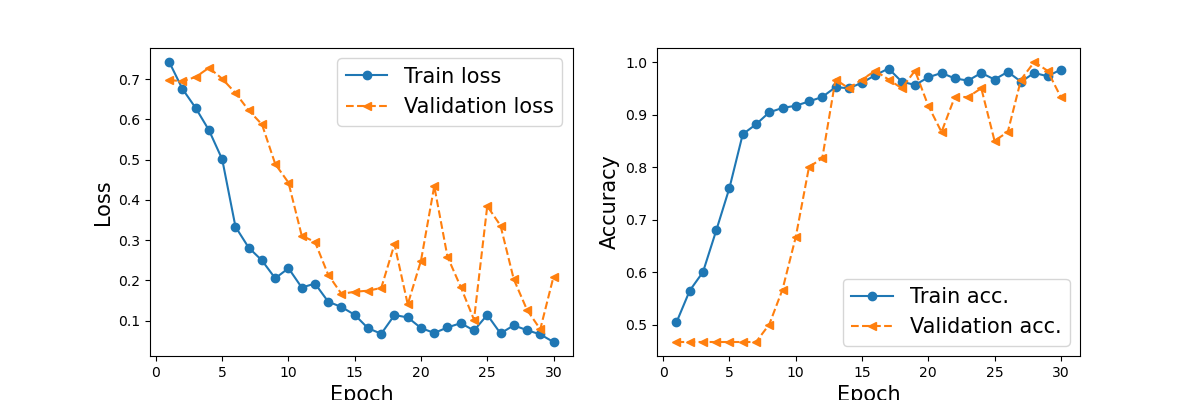 Train loss
Validation loss
Loss
0.7
0.6
0.5
0.4
0.3
0.2
0.1
0 5 10 15 20 25 30
Epoch
Train acc.
Validation acc.
Accuracy
1.0
0.9
0.8
0.7
0.6
0.5
0 5 10 15 20 25 30
Epoch